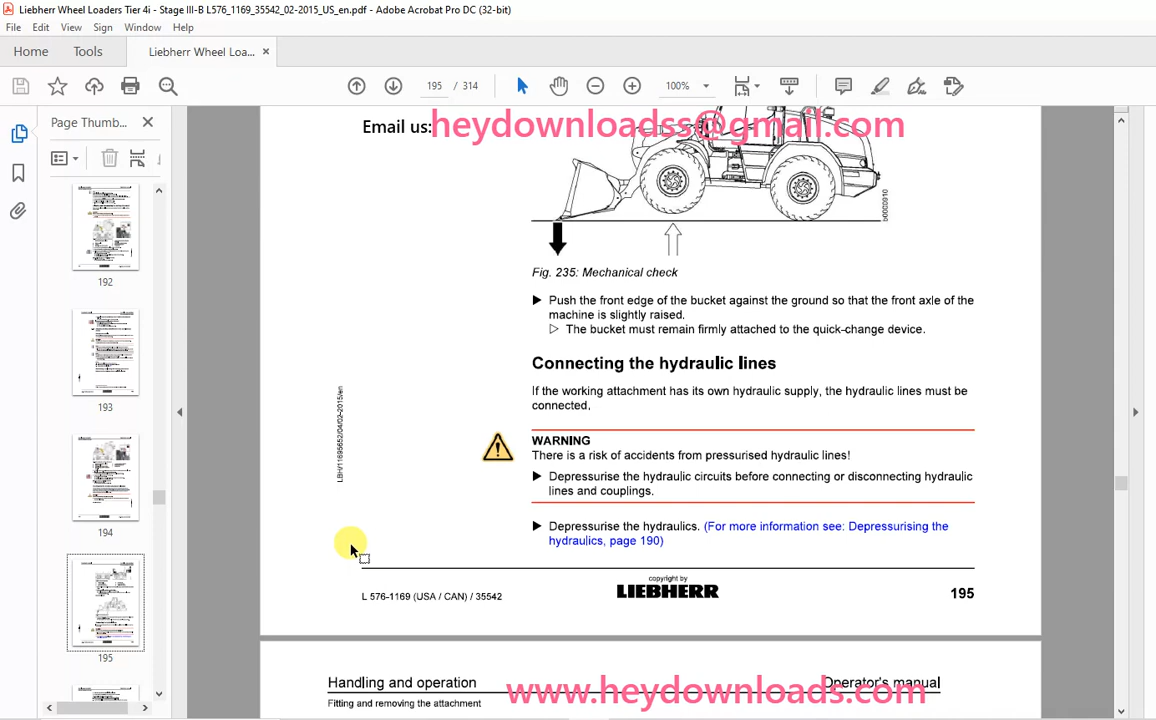 Liebherr Wheel Loaders Tier 4i - Stage III-B L576_1169_35542_02-2015_US_en.pdf - Adobe Acrobat Pro DC (32-bit)
File Edit View Sign Window Help
Home Tools Liebherr Wheel Loa... ×
195 / 314 100%
Page Thumb...
Email us:heydownloadss@gmail.com
b0000910
Fig. 235: Mechanical check
Push the front edge of the bucket against the ground so that the front axle of the
machine is slightly raised.
The bucket must remain firmly attached to the quick-change device.
Connecting the hydraulic lines
If the working attachment has its own hydraulic supply, the hydraulic lines must be
connected.
WARNING
There is a risk of accidents from pressurised hydraulic lines!
Depressurise the hydraulic circuits before connecting or disconnecting hydraulic
lines and couplings.
Depressurise the hydraulics. (For more information see: Depressurising the
hydraulics, page 190)
LBH/11695652/04/02-2015/en
copyright by
L 576-1169 (USA / CAN) / 35542 LIEBHERR 195
192
193
194
195
Handling and operation Operator's manual
www.heydownloads.com
Fitting and removing the attachment